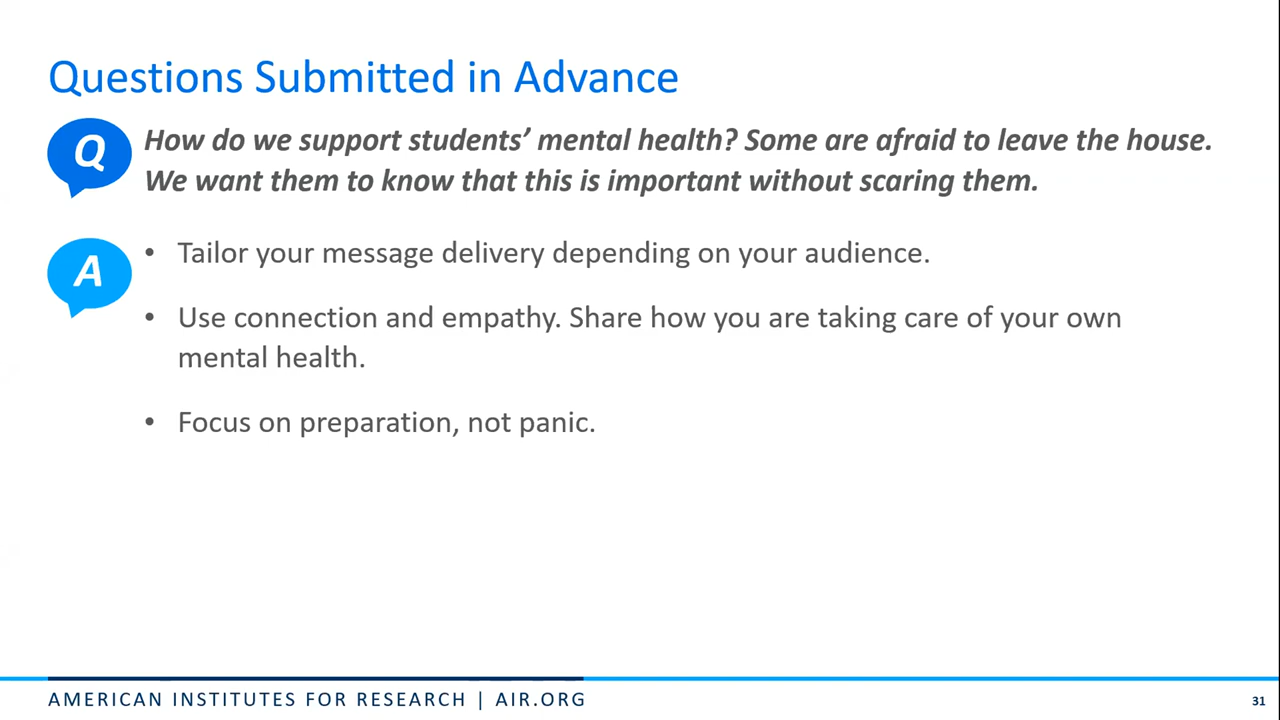 Questions Submitted in Advance
Q
How do we support students’ mental health? Some are afraid to leave the house.
We want them to know that this is important without scaring them.
A
• Tailor your message delivery depending on your audience.
• Use connection and empathy. Share how you are taking care of your own
mental health.
• Focus on preparation, not panic.
AMERICAN INSTITUTES FOR RESEARCH | AIR.ORG
31